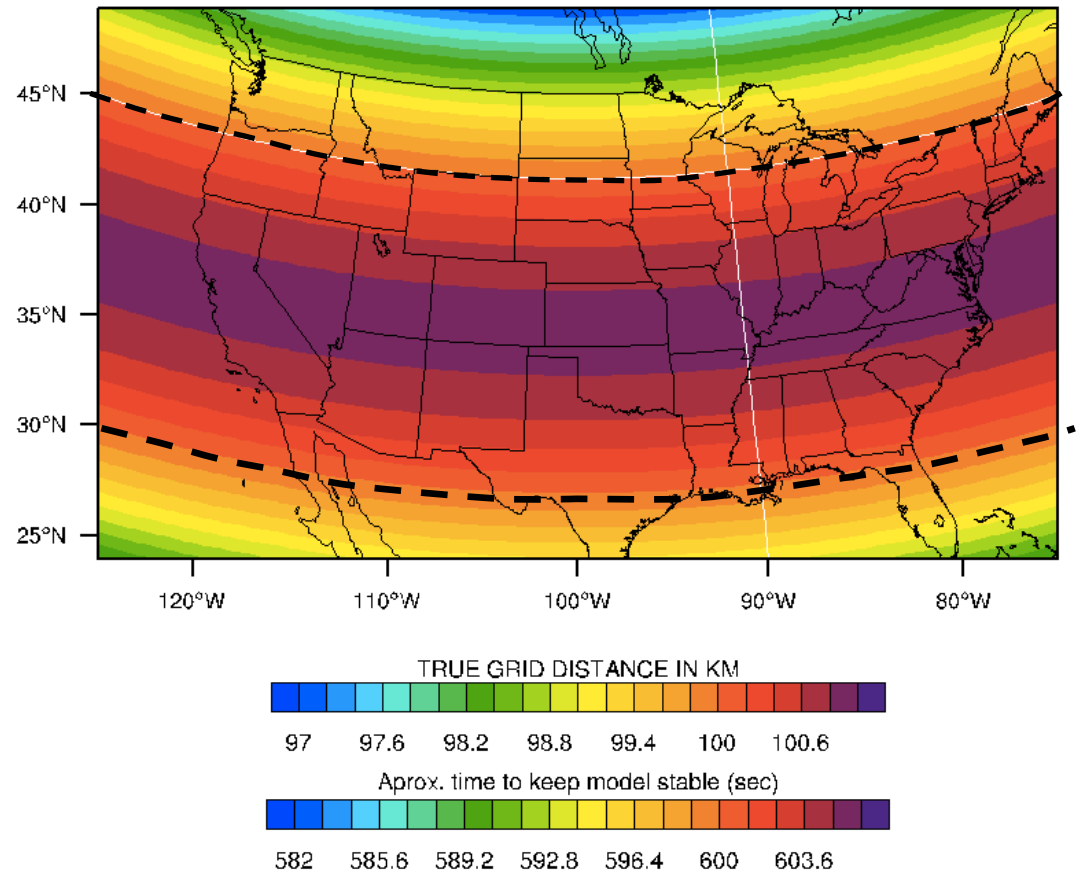 45°N
40°N
35°N
30°N
25°N
120°W 110°W 100°W 90°W 80°W
TRUE GRID DISTANCE IN KM
97 97.6 98.2 98.8 99.4 100 100.6
Aprox. time to keep model stable (sec)
582 585.6 589.2 592.8 596.4 600 603.6